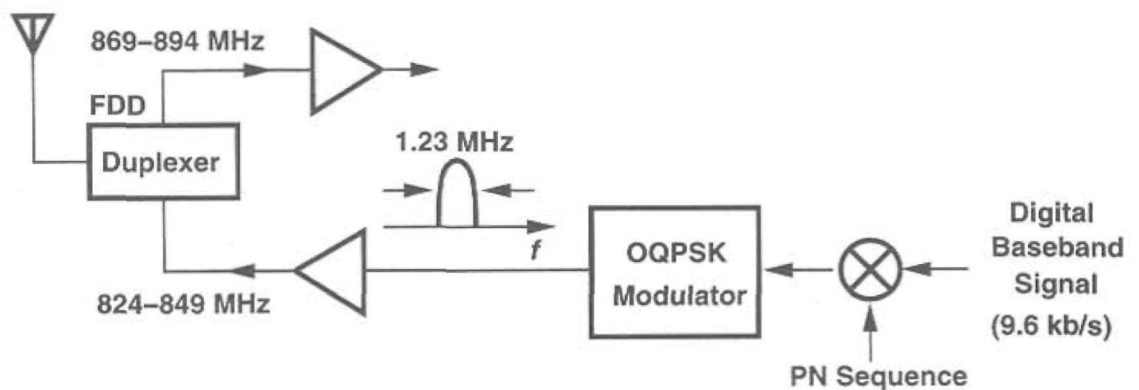 869–894 MHz
FDD
Duplexer
1.23 MHz
f
824–849 MHz
OQPSK
Modulator
Digital
Baseband
Signal
(9.6 kb/s)
PN Sequence